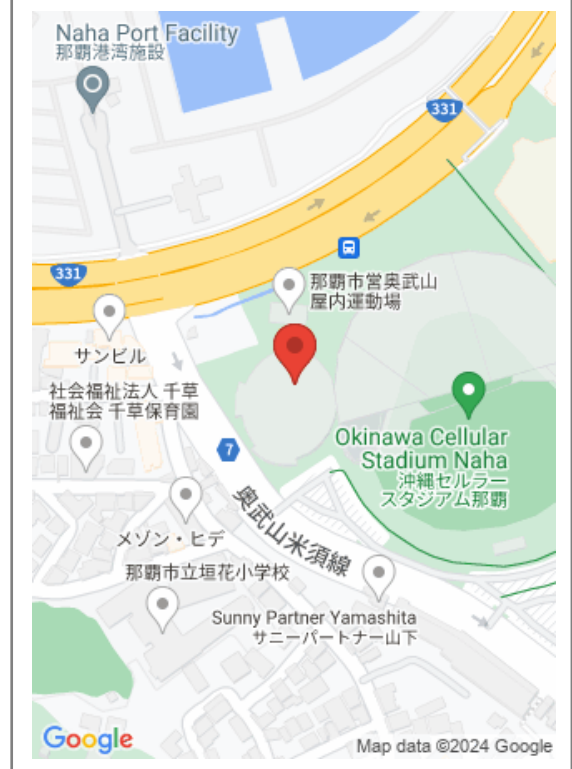 Naha Port Facility
那覇港湾施設
331
331
那覇市営奥武山
屋内運動場
サンビル
社会福祉法人 千草
福祉会 千草保育園
7
Okinawa Cellular
Stadium Naha
沖縄セルラー
スタジアム那覇
奥武山米須線
メゾン・ヒデ
那覇市立垣花小学校
Sunny Partner Yamashita
サニーパートナー山下
Google
Map data ©2024 Google